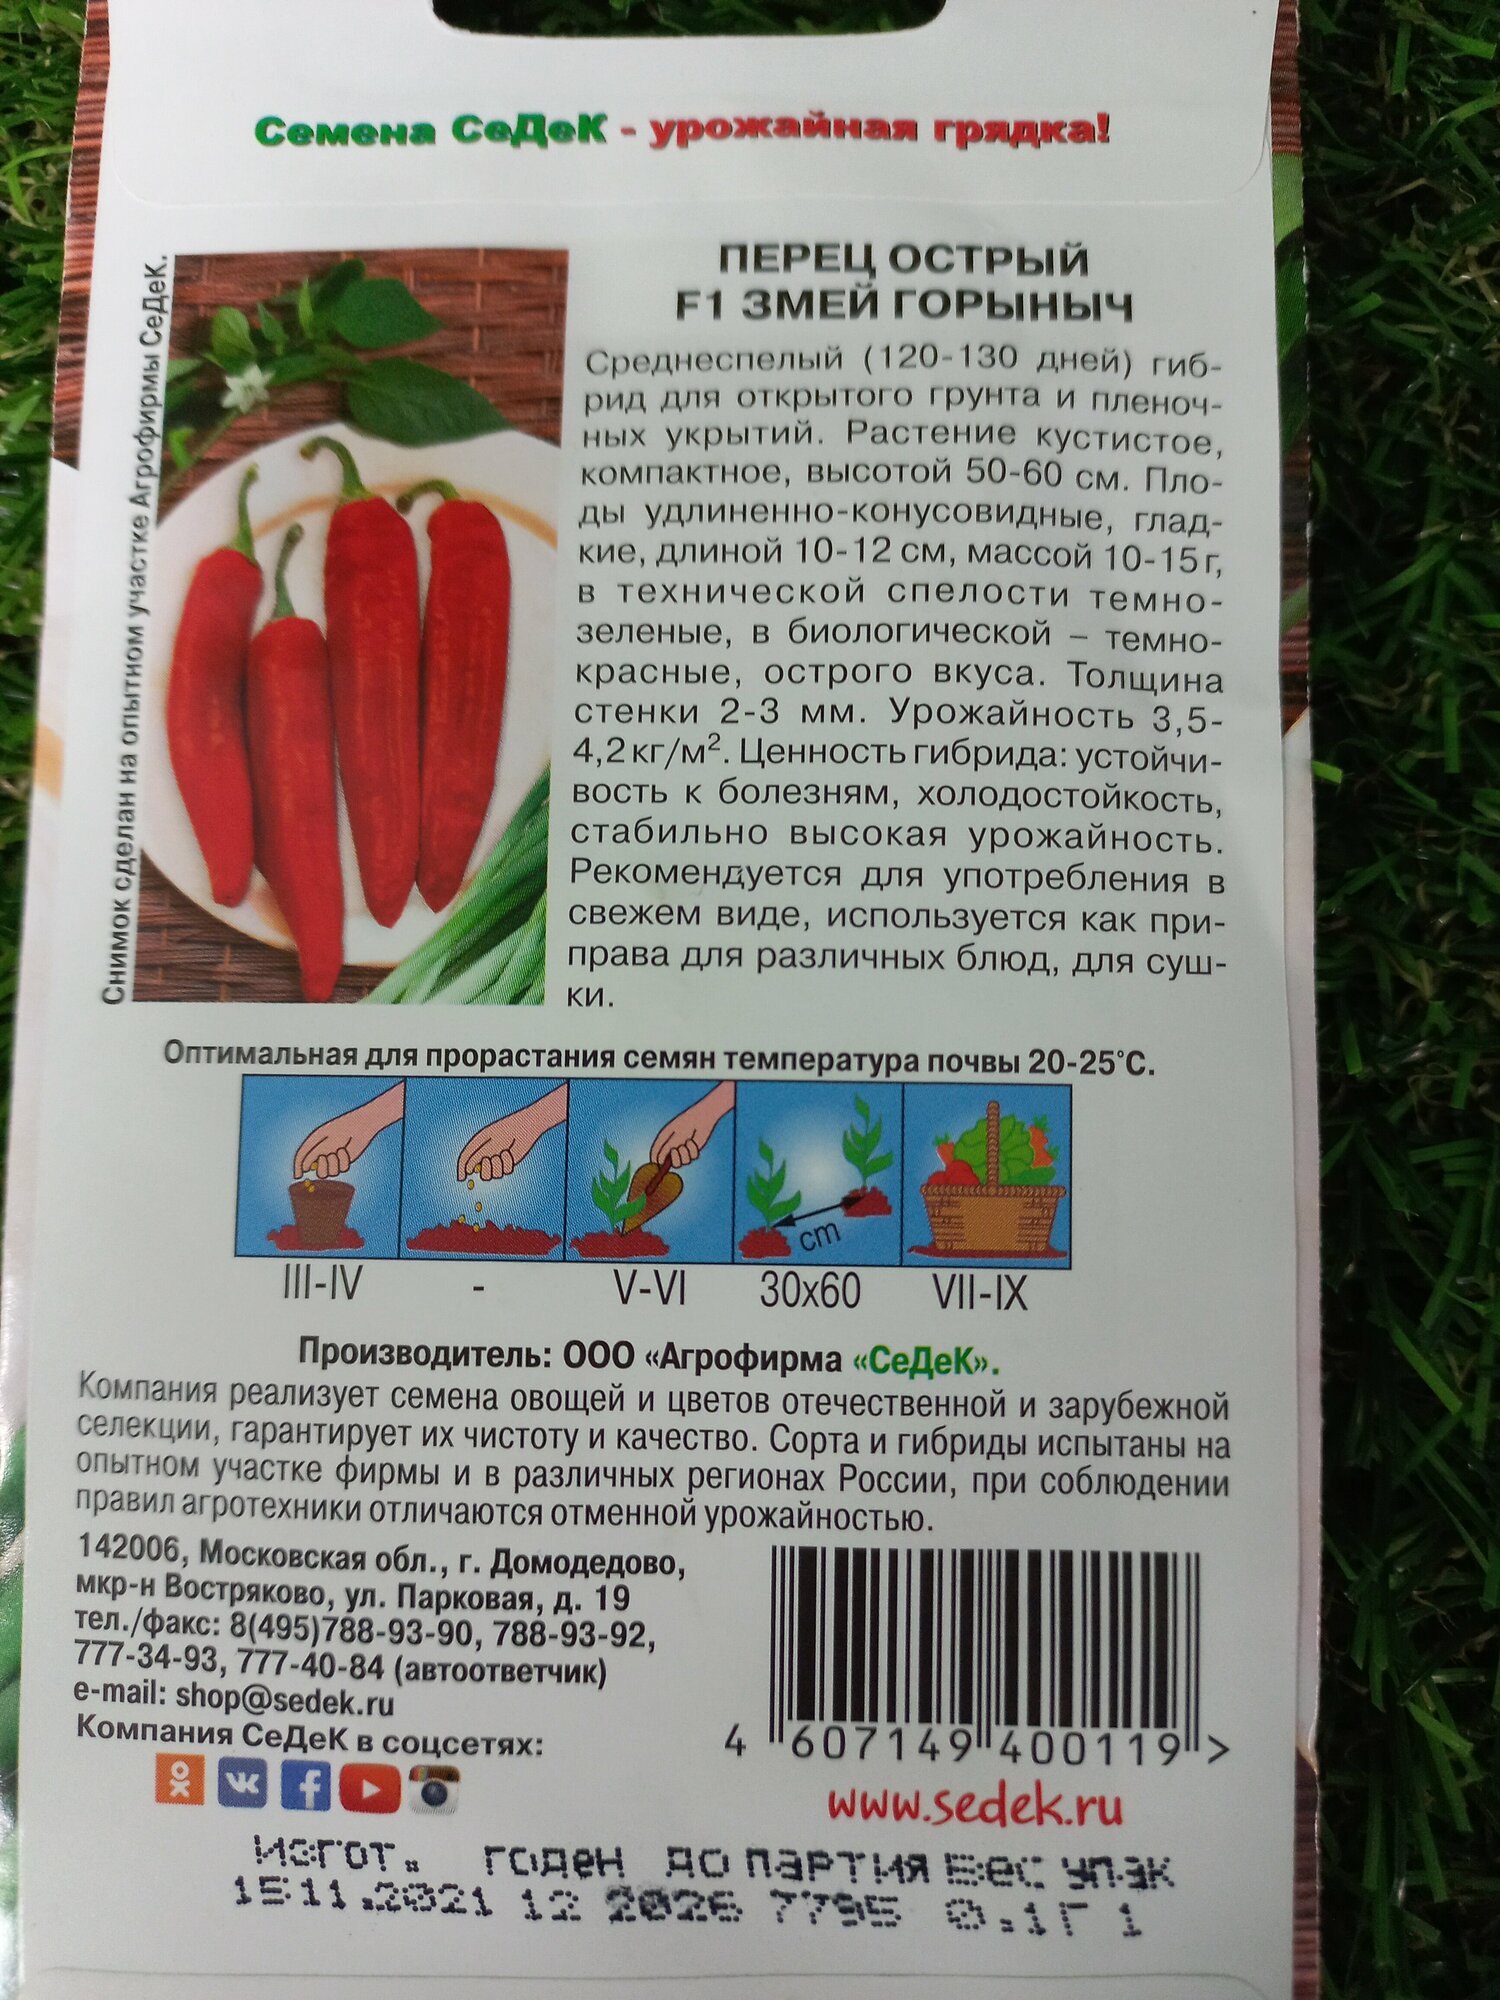 Семена СеДеК - урожайная грядка!
Снимок сделан на опытном участке Агрофирмы СеДеК.
ПЕРЕЦ ОСТРЫЙ
F1 ЗМЕЙ ГОРЫНЫЧ
Среднеспелый (120-130 дней) гиб-
рид для открытого грунта и пленоч-
ных укрытий. Растение кустистое,
компактное, высотой 50-60 см. Пло-
ды удлиненно-конусовидные, глад-
кие, длиной 10-12 см, массой 10-15 г,
в технической спелости темно-
зеленые, в биологической – темно-
красные, острого вкуса. Толщина
стенки 2-3 мм. Урожайность 3,5-
4,2 кг/м². Ценность гибрида: устойчи-
вость к болезням, холодостойкость,
стабильно высокая урожайность.
Рекомендуется для употребления в
свежем виде, используется как при-
права для различных блюд, для суш-
ки.
Оптимальная для прорастания семян температура почвы 20-25°С.
cm
III-IV - V-VI 30x60 VII-IX
Производитель: ООО «Агрофирма «СеДеК».
Компания реализует семена овощей и цветов отечественной и зарубежной
селекции, гарантирует их чистоту и качество. Сорта и гибриды испытаны на
опытном участке фирмы и в различных регионах России, при соблюдении
правил агротехники отличаются отменной урожайностью.
142006, Московская обл., г. Домодедово,
мкр-н Востряково, ул. Парковая, д. 19
тел./факс: 8(495)788-93-90, 788-93-92,
777-34-93, 777-40-84 (автоответчик)
e-mail: shop@sedek.ru
Компания СеДеК в соцсетях:
4 607149 400119 >
www.sedek.ru
Изгот. годен до партия Вес упак
15 11.2021 12 2026 7795 0.1Г 1